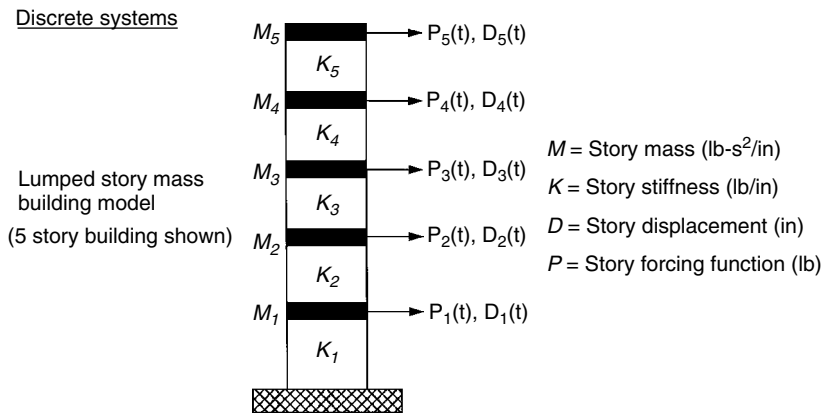 Discrete systems
Lumped story mass
building model
(5 story building shown)
M₅ P₅(t), D₅(t)
K₅
M₄ P₄(t), D₄(t)
K₄
M₃ P₃(t), D₃(t)
K₃
M₂ P₂(t), D₂(t)
K₂
M₁ P₁(t), D₁(t)
K₁
M = Story mass (lb-s²/in)
K = Story stiffness (lb/in)
D = Story displacement (in)
P = Story forcing function (lb)